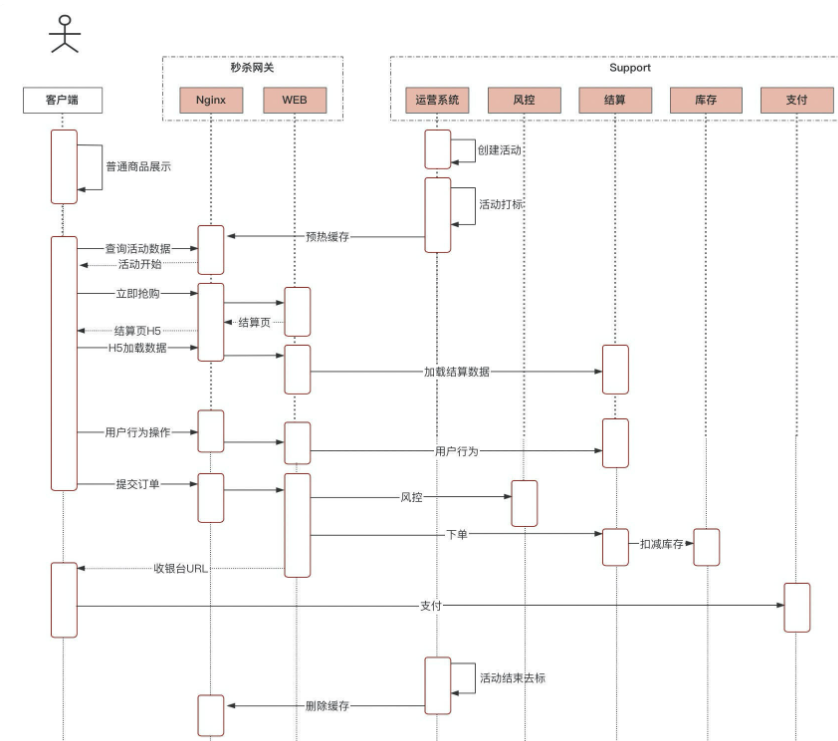 秒杀网关
Support
客户端
Nginx
WEB
运营系统
风控
结算
库存
支付
创建活动
普通商品展示
活动打标
预热缓存
查询活动数据
活动开始
立即抢购
结算页
结算页H5
H5加载数据
加载结算数据
用户行为操作
用户行为
提交订单
风控
下单
扣减库存
收银台URL
支付
活动结束去标
删除缓存